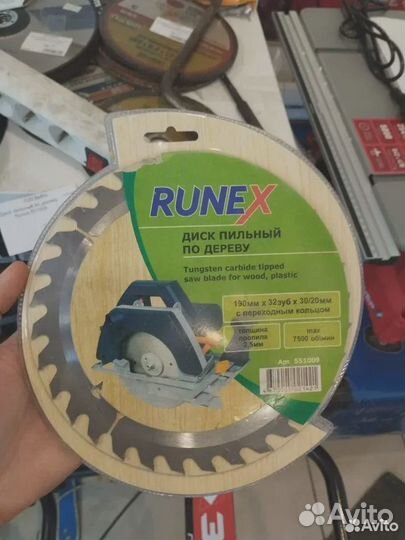 RUNEX
ДИСК ПИЛЬНЫЙ
ПО ДЕРЕВУ
Tungsten carbide tipped
saw blade for wood, plastic
190мм x 32зуб x 30/20мм
с переходным кольцом
толщина
пропила
2,5мм
max
7500 об/мин
Арт. 551009
Avito
Avito